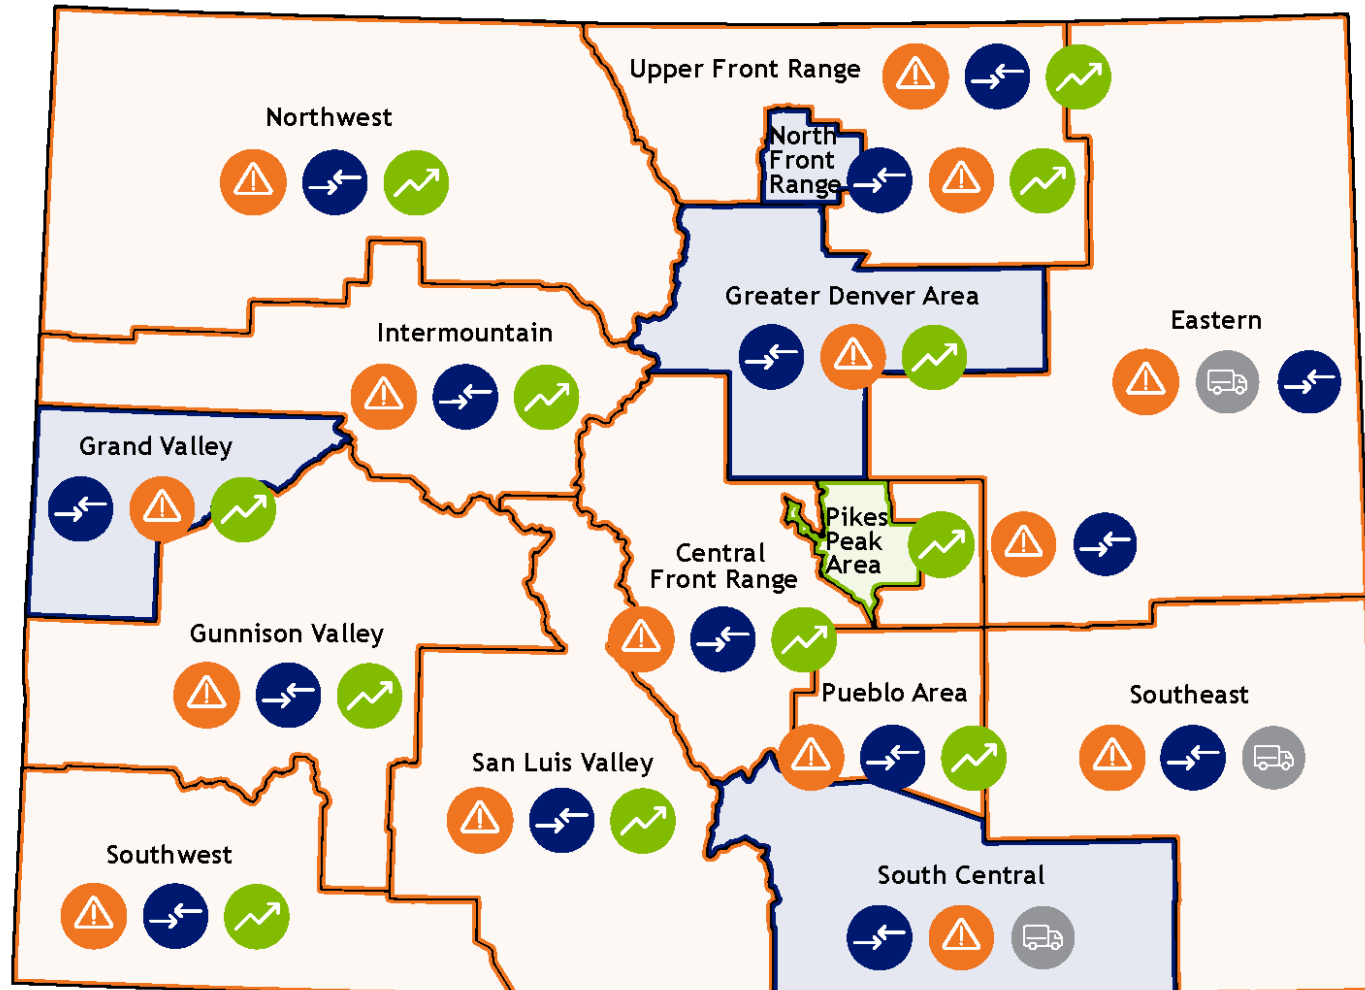 Upper Front Range
Northwest
North
Front
Range
Greater Denver Area
Eastern
Intermountain
Grand Valley
Pikes
Peak
Area
Central
Front Range
Gunnison Valley
Pueblo Area
Southeast
San Luis Valley
Southwest
South Central